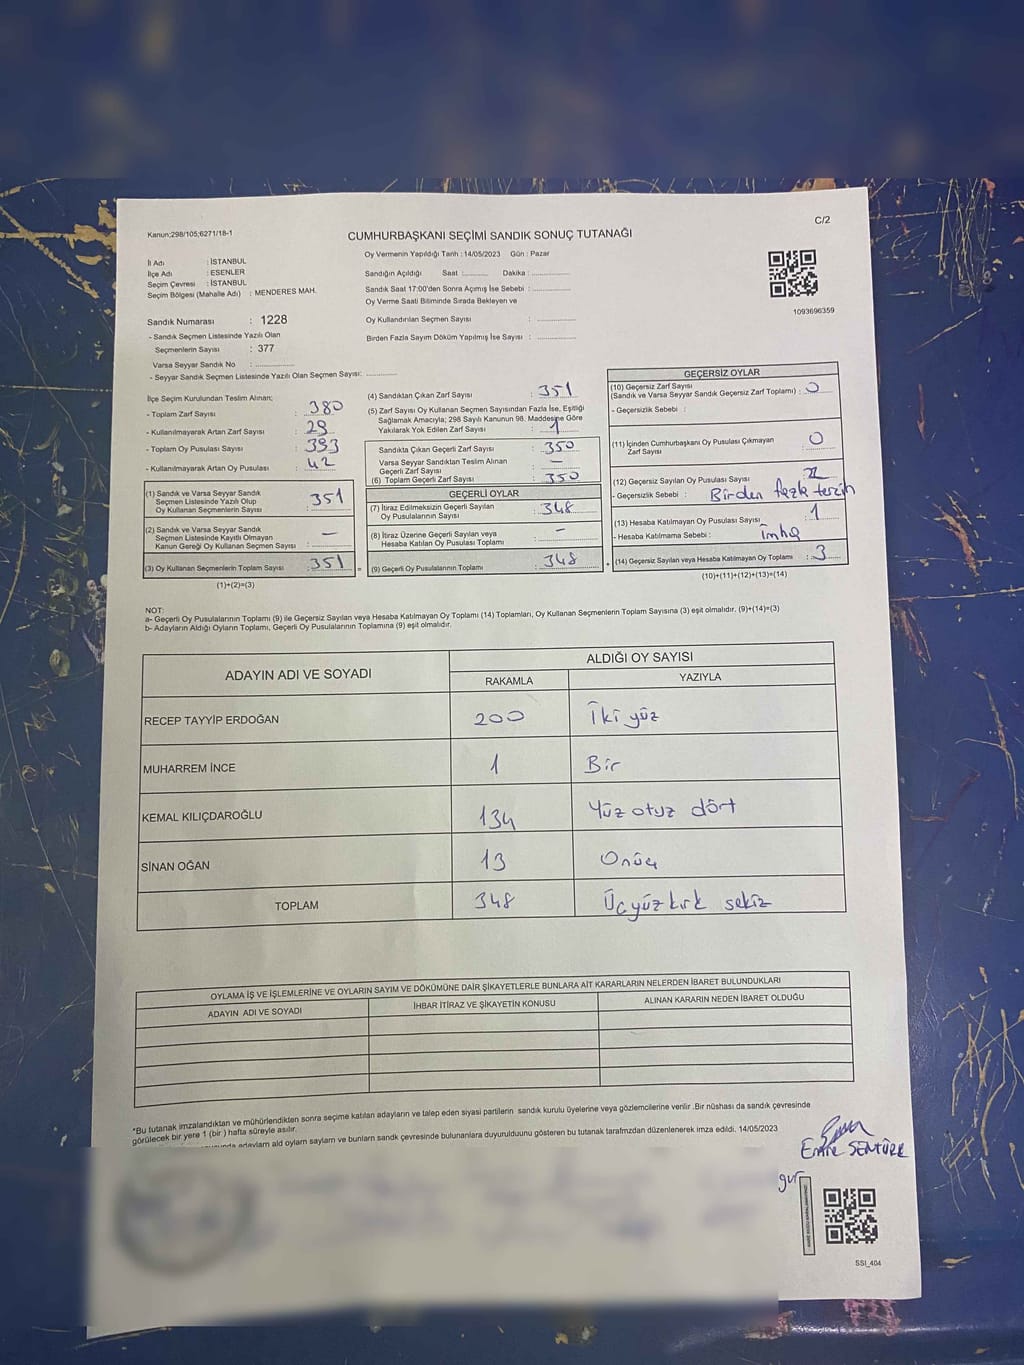 C/2
Kanun;298/105;6271/18-1
CUMHURBAŞKANI SEÇİMİ SANDIK SONUÇ TUTANAĞI
İl Adı : İSTANBUL
İlçe Adı : ESENLER
Seçim Çevresi : İSTANBUL
Seçim Bölgesi (Mahalle Adı) : MENDERES MAH.
Sandık Numarası : 1228
- Sandık Seçmen Listesinde Yazılı Olan
Seçmenlerin Sayısı : 377
Varsa Seyyar Sandık No : ..............
- Seyyar Sandık Seçmen Listesinde Yazılı Olan Seçmen Sayısı: ............
Oy Vermenin Yapıldığı Tarih : 14/05/2023 Gün : Pazar
Sandığın Açıldığı Saat :.......... Dakika : ..............
Sandık Saat 17:00'den Sonra Açımış İse Sebebi : ..............
Oy Verme Saati Bitiminde Sırada Bekleyen ve
Oy Kullandırılan Seçmen Sayısı : ..............
Birden Fazla Sayım Döküm Yapılmış İse Sayısı : ..............
1093696359
İlçe Seçim Kurulundan Teslim Alınan;
- Toplam Zarf Sayısı : 380
- Kullanılmayarak Artan Zarf Sayısı : 29
- Toplam Oy Pusulası Sayısı : 393
- Kullanılmayarak Artan Oy Pusulası : 42
(1) Sandık ve Varsa Seyyar Sandık
Seçmen Listesinde Yazılı Olup
Oy Kullanan Seçmenlerin Sayısı : 351
(2) Sandık ve Varsa Seyyar Sandık
Seçmen Listesinde Kayıtlı Olmayan
Kanun Gereği Oy Kullanan Seçmen Sayısı : —
(3) Oy Kullanan Seçmenlerin Toplam Sayısı : 351
(1)+(2)=(3)
(4) Sandıktan Çıkan Zarf Sayısı : 351
(5) Zarf Sayısı Oy Kullanan Seçmen Sayısından Fazla İse, Eşitliği
Sağlamak Amacıyla; 298 Sayılı Kanunun 98. Maddesine Göre
Yakılarak Yok Edilen Zarf Sayısı : 1
Sandıkta Çıkan Geçerli Zarf Sayısı : 350
Varsa Seyyar Sandıktan Teslim Alınan
Geçerli Zarf Sayısı : —
(6) Toplam Geçerli Zarf Sayısı : 350
GEÇERLİ OYLAR
(7) İtiraz Edilmeksizin Geçerli Sayılan
Oy Pusulalarının Sayısı : 348
(8) İtiraz Üzerine Geçerli Sayılan veya
Hesaba Katılan Oy Pusulası Toplamı : —
(9) Geçerli Oy Pusulalarının Toplamı : 348
GEÇERSİZ OYLAR
(10) Geçersiz Zarf Sayısı
(Sandık ve Varsa Seyyar Sandık Geçersiz Zarf Toplamı) : 0
- Geçersizlik Sebebi :
(11) İçinden Cumhurbaşkanı Oy Pusulası Çıkmayan
Zarf Sayısı : 0
(12) Geçersiz Sayılan Oy Pusulası Sayısı : 2
- Geçersizlik Sebebi : Birden fazla tercih
(13) Hesaba Katılmayan Oy Pusulası Sayısı : 1
- Hesaba Katılmama Sebebi : imha
(14) Geçersiz Sayılan veya Hesaba Katılmayan Oy Toplamı : 3
(10)+(11)+(12)+(13)=(14)
NOT:
a- Geçerli Oy Pusulalarının Toplamı (9) ile Geçersiz Sayılan veya Hesaba Katılmayan Oy Toplamı (14) Toplamları, Oy Kullanan Seçmenlerin Toplam Sayısına (3) eşit olmalıdır. (9)+(14)=(3)
b- Adayların Aldığı Oyların Toplamı, Geçerli Oy Pusulalarının Toplamına (9) eşit olmalıdır.
ADAYIN ADI VE SOYADI
ALDIĞI OY SAYISI
RAKAMLA YAZIYLA
RECEP TAYYİP ERDOĞAN 200 İki yüz
MUHARREM İNCE 1 Bir
KEMAL KILIÇDAROĞLU 134 Yüz otuz dört
SİNAN OĞAN 13 Onüç
TOPLAM 348 Üçyüz kırk sekiz
OYLAMA İŞ VE İŞLEMLERİNE VE OYLARIN SAYIM VE DÖKÜMÜNE DAİR ŞİKAYETLERLE BUNLARA AİT KARARLARIN NELERDEN İBARET BULUNDUKLARI
ADAYIN ADI VE SOYADI İHBAR İTİRAZ VE ŞİKAYETİN KONUSU ALINAN KARARIN NEDEN İBARET OLDUĞU
*Bu tutanak imzalandıktan ve mühürlendikten sonra seçime katılan adayların ve talep eden siyasi partilerin sandık kurulu üyelerine veya gözlemcilerine verilir .Bir nüshası da sandık çevresinde
görülecek bir yere 1 (bir ) hafta süreyle asılır.
adayların aldı oyların sayların ve bunların sandk çevresinde bulunanlara duyurulduunu gösteren bu tutanak tarafmzdan düzenlenerek imza edildi. 14/05/2023
Emre ŞENTÜRK
SSI_404